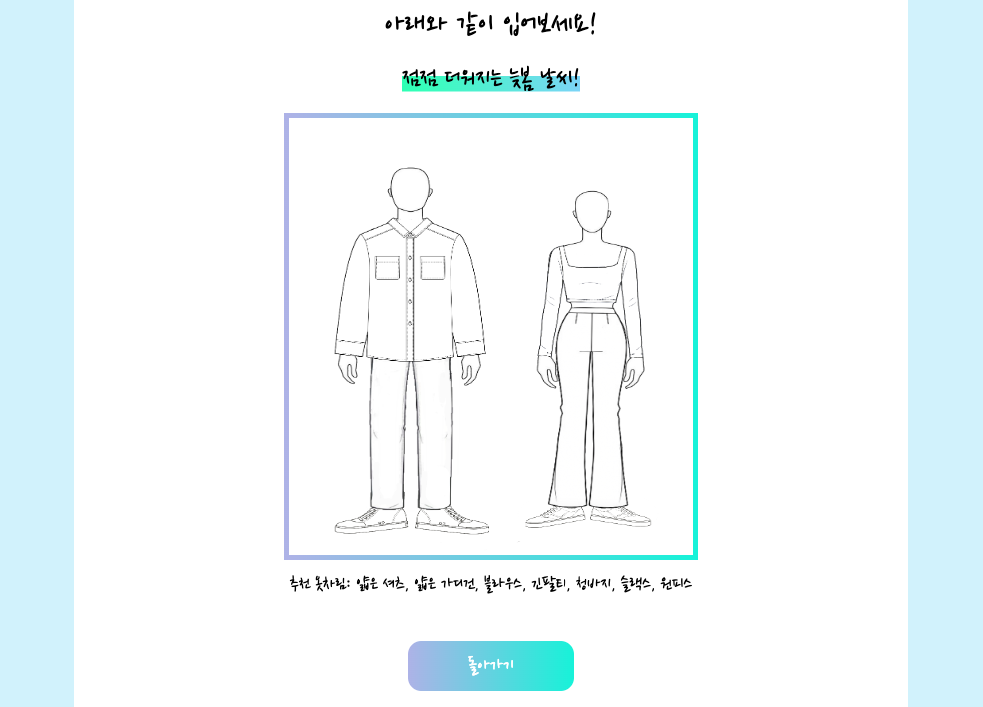 아래와 같이 입어보세요!
점점 더워지는 늦봄 날씨!
추천 옷차림: 얇은 셔츠, 얇은 가디건, 블라우스, 긴팔티, 청바지, 슬랙스, 원피스
돌아가기